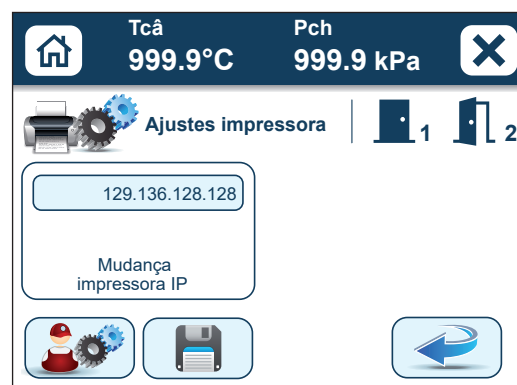 Tcâ Pch
999.9°C 999.9 kPa
Ajustes impressora 1 2
129.136.128.128
Mudança
impressora IP